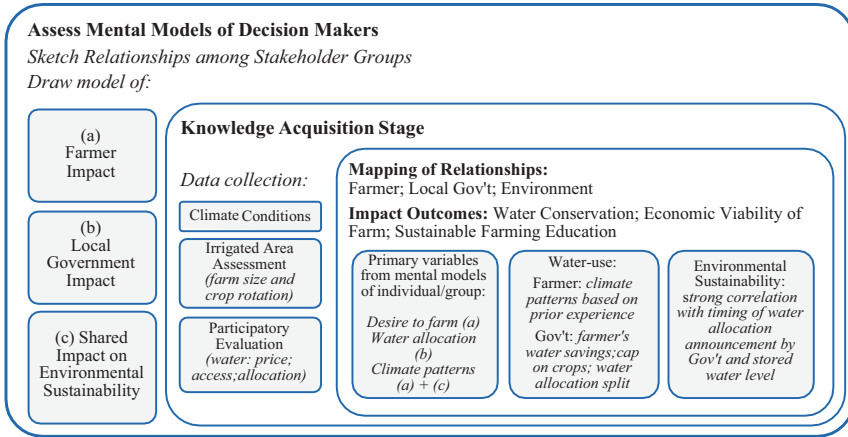 Assess Mental Models of Decision Makers
Sketch Relationships among Stakeholder Groups
Draw model of:
(a)
Farmer
Impact
(b)
Local
Government
Impact
(c) Shared
Impact on
Environmental
Sustainability
Knowledge Acquisition Stage
Data collection:
Climate Conditions
Irrigated Area
Assessment
(farm size and
crop rotation)
Participatory
Evaluation
(water: price;
access;allocation)
Mapping of Relationships:
Farmer; Local Gov't; Environment
Impact Outcomes: Water Conservation; Economic Viability of
Farm; Sustainable Farming Education
Primary variables
from mental models
of individual/group:
Desire to farm (a)
Water allocation
(b)
Climate patterns
(a) + (c)
Water-use:
Farmer: climate
patterns based on
prior experience
Gov't: farmer's
water savings;cap
on crops; water
allocation split
Environmental
Sustainability:
strong correlation
with timing of water
allocation
announcement by
Gov't and stored
water level